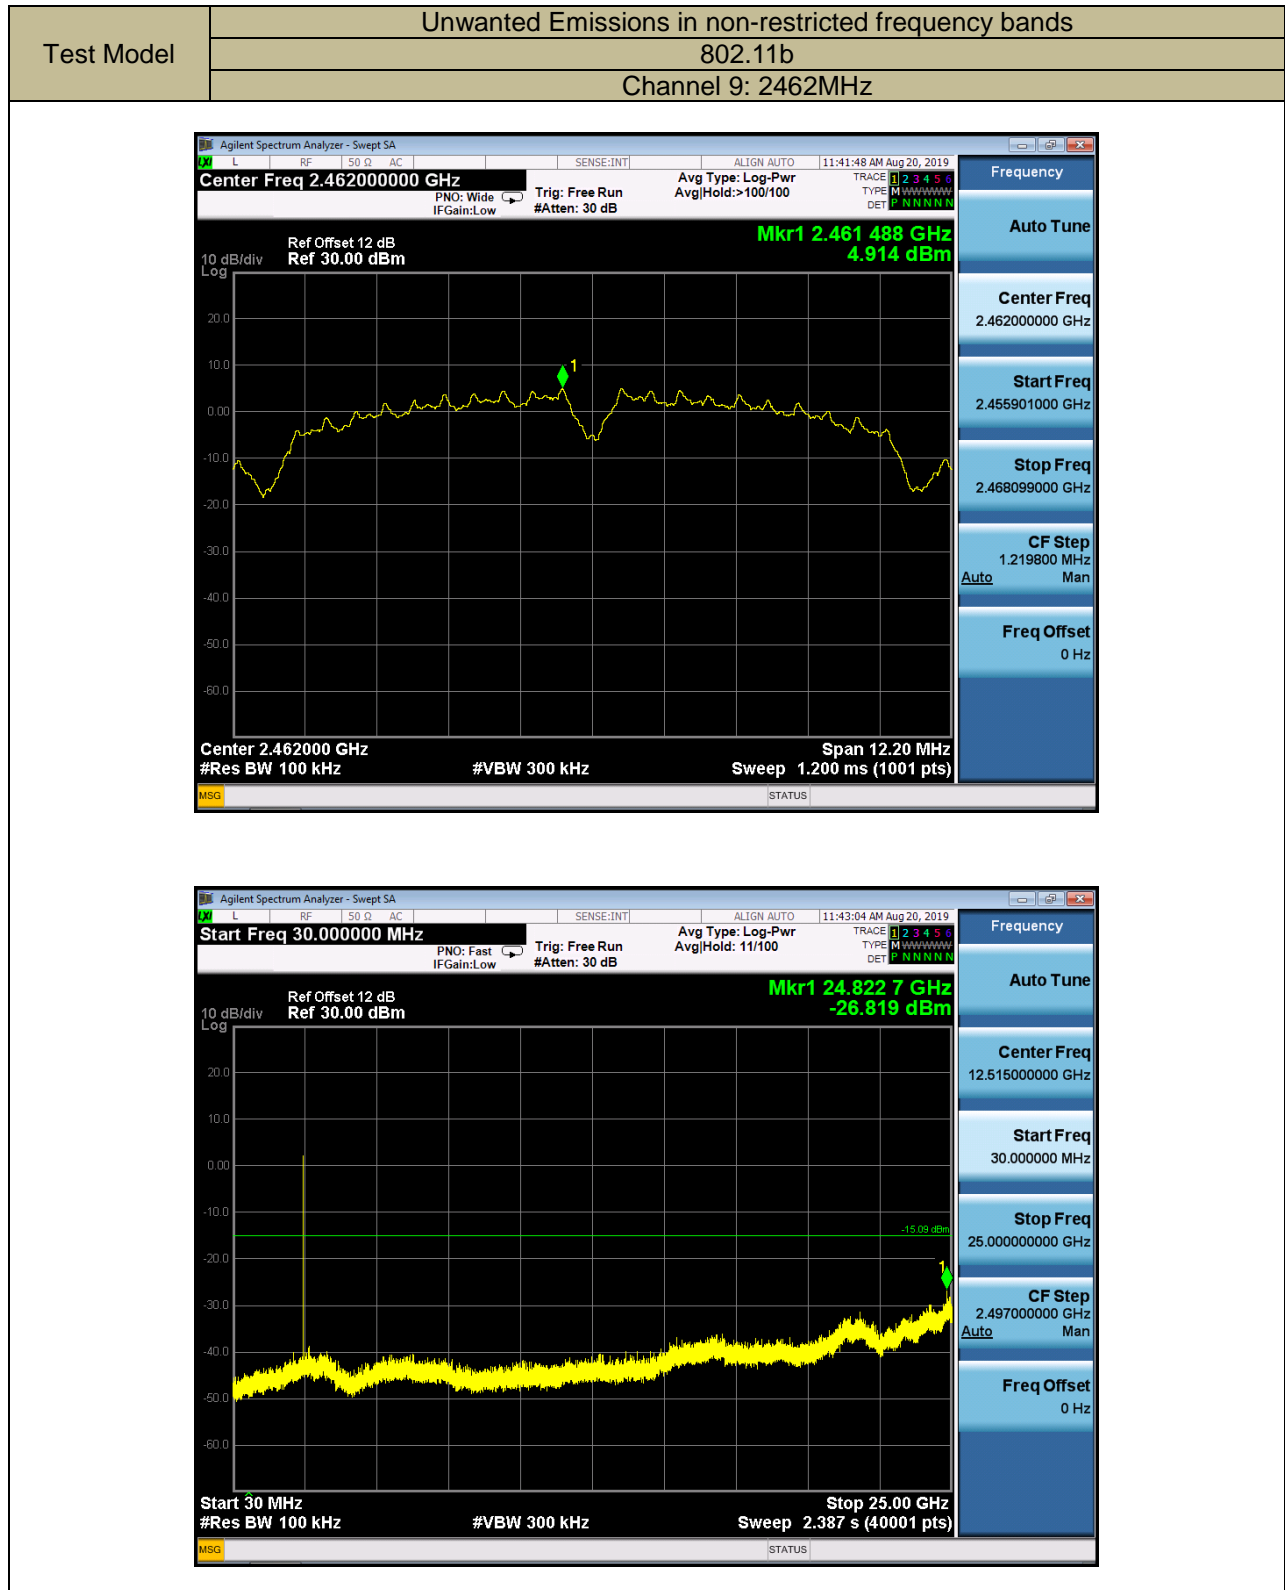 Test Model
Unwanted Emissions in non-restricted frequency bands
802.11b
Channel 9: 2462MHz
Agilent Spectrum Analyzer - Swept SA
LXI L RF 50 Ω AC SENSE:INT ALIGN AUTO 11:41:48 AM Aug 20, 2019
Center Freq 2.462000000 GHz
PNO: Wide
IFGain:Low
Trig: Free Run
#Atten: 30 dB
Avg Type: Log-Pwr
Avg|Hold:>100/100
TRACE 1 2 3 4 5 6
TYPE M WWWWW
DET P N N N N N
Mkr1 2.461 488 GHz
4.914 dBm
Ref Offset 12 dB
10 dB/div Ref 30.00 dBm
Log
20.0
10.0
0.00
-10.0
-20.0
-30.0
-40.0
-50.0
-60.0
1
Center 2.462000 GHz Span 12.20 MHz
#Res BW 100 kHz #VBW 300 kHz Sweep 1.200 ms (1001 pts)
MSG STATUS
Frequency
Auto Tune
Center Freq
2.462000000 GHz
Start Freq
2.455901000 GHz
Stop Freq
2.468099000 GHz
CF Step
1.219800 MHz
Auto Man
Freq Offset
0 Hz
Agilent Spectrum Analyzer - Swept SA
LXI L RF 50 Ω AC SENSE:INT ALIGN AUTO 11:43:04 AM Aug 20, 2019
Start Freq 30.000000 MHz
PNO: Fast
IFGain:Low
Trig: Free Run
#Atten: 30 dB
Avg Type: Log-Pwr
Avg|Hold: 11/100
TRACE 1 2 3 4 5 6
TYPE M WWWWW
DET P N N N N N
Mkr1 24.822 7 GHz
-26.819 dBm
Ref Offset 12 dB
10 dB/div Ref 30.00 dBm
Log
20.0
10.0
0.00
-10.0
-20.0
-30.0
-40.0
-50.0
-60.0
-15.09 dBm
1
Start 30 MHz Stop 25.00 GHz
#Res BW 100 kHz #VBW 300 kHz Sweep 2.387 s (40001 pts)
MSG STATUS
Frequency
Auto Tune
Center Freq
12.515000000 GHz
Start Freq
30.000000 MHz
Stop Freq
25.000000000 GHz
CF Step
2.497000000 GHz
Auto Man
Freq Offset
0 Hz